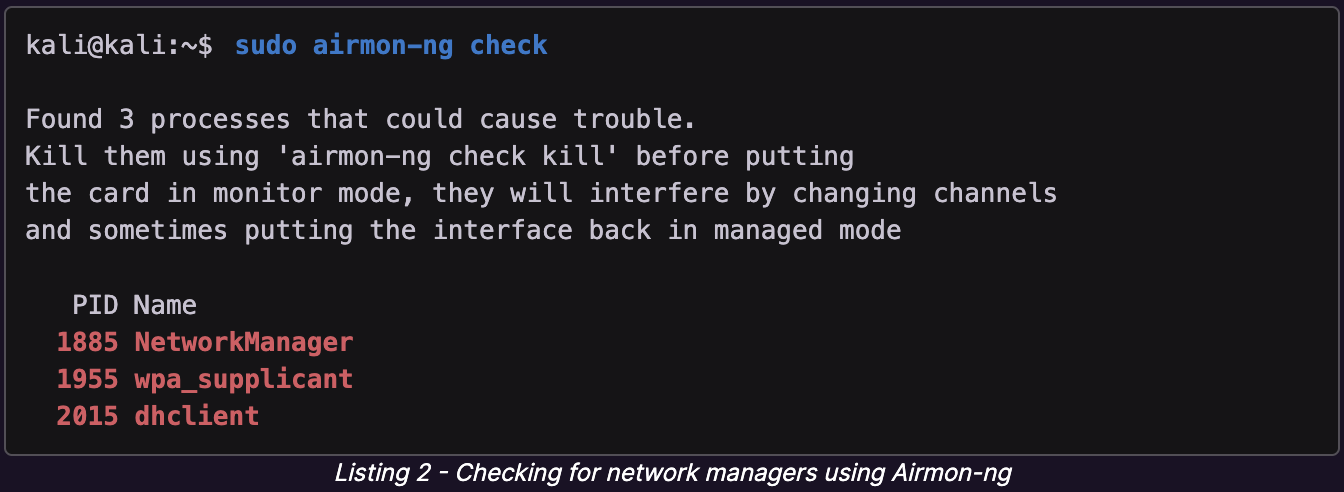 kali@kali:~$ sudo airmon-ng check
Found 3 processes that could cause trouble.
Kill them using 'airmon-ng check kill' before putting
the card in monitor mode, they will interfere by changing channels
and sometimes putting the interface back in managed mode
PID Name
1885 NetworkManager
1955 wpa_supplicant
2015 dhclient
Listing 2 - Checking for network managers using Airmon-ng